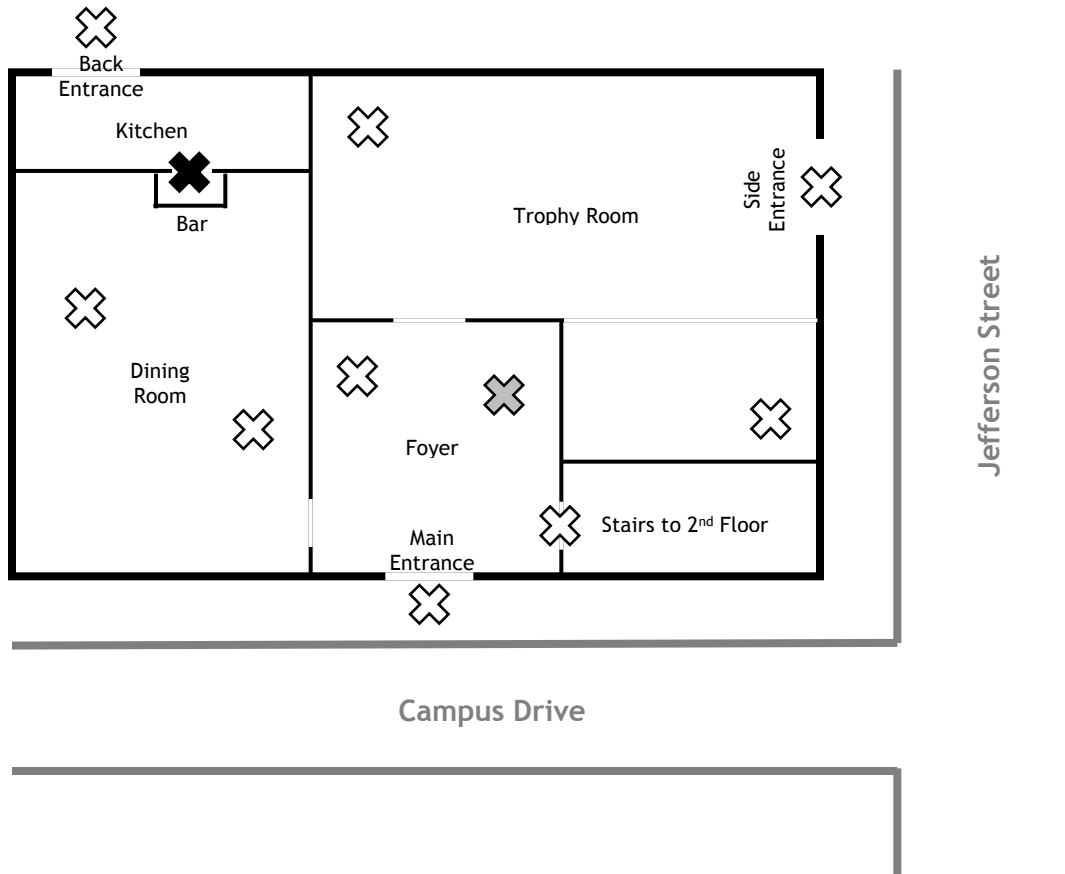 Back
Entrance
Kitchen
Bar
Trophy Room
Side
Entrance
Dining
Room
Foyer
Main
Entrance
Stairs to 2nd Floor
Jefferson Street
Campus Drive